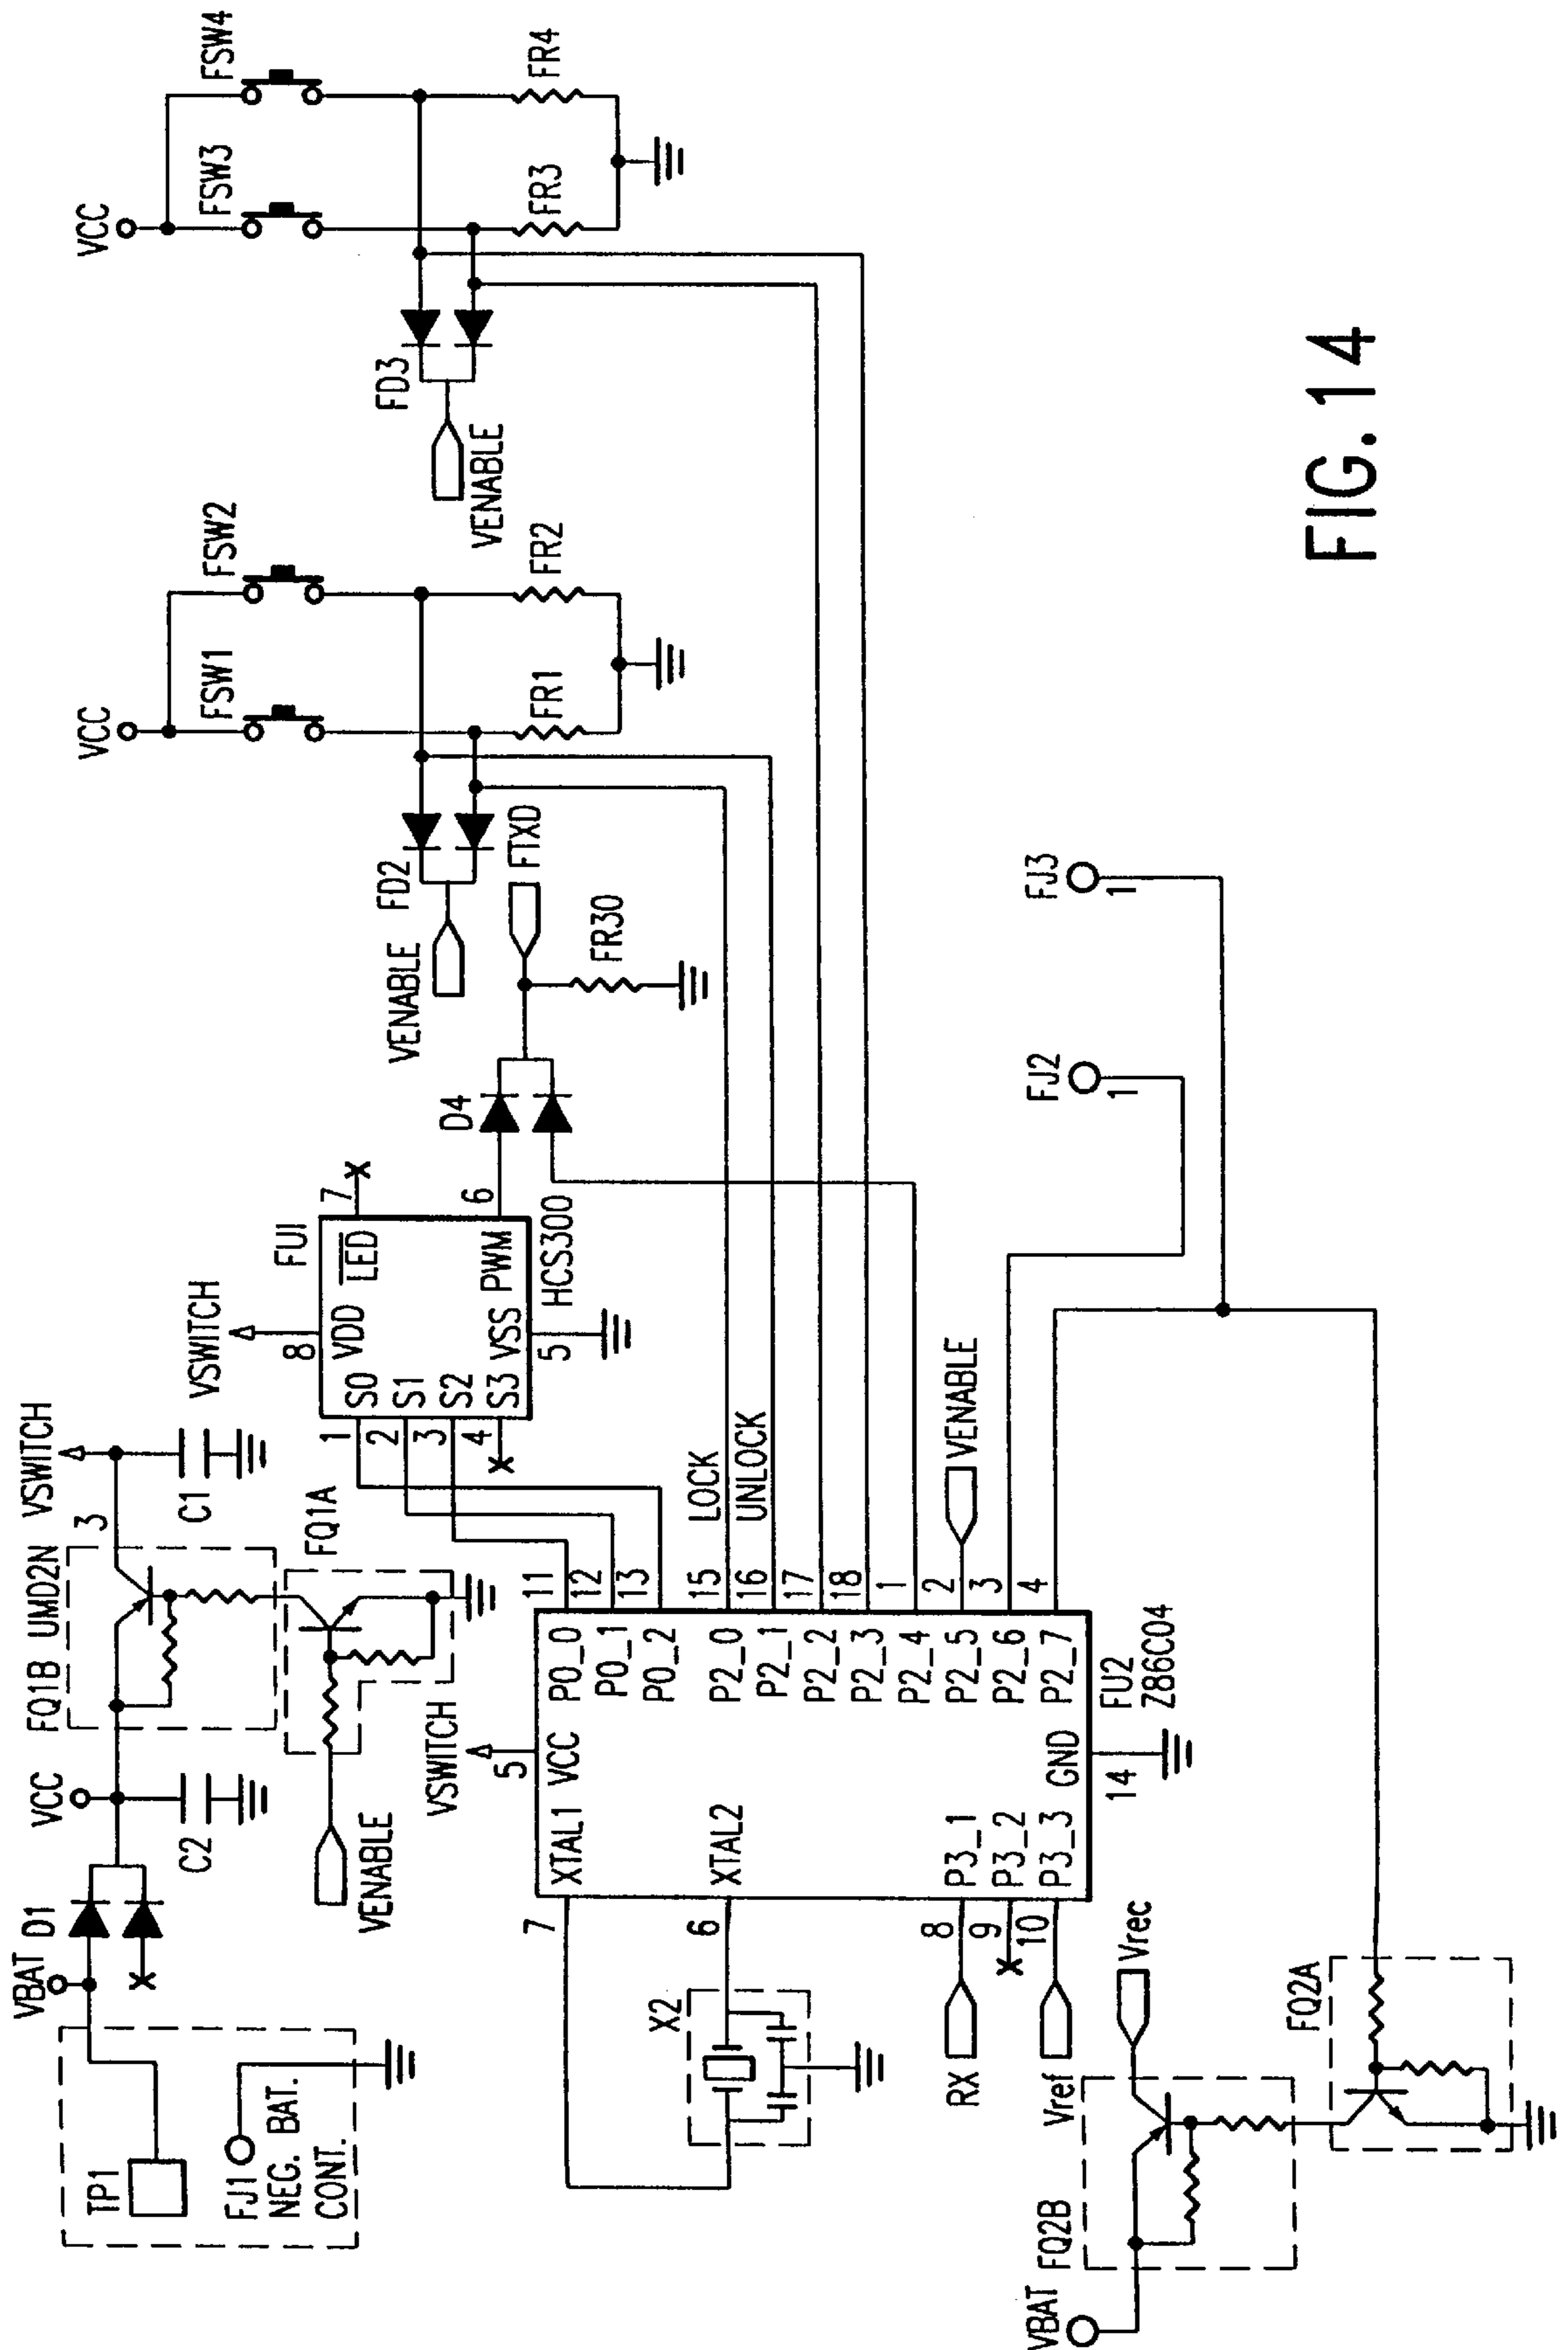 VBAT
D1
VCC
FQ1B UMD2N
3
VSWITCH
TP1
FJ1
NEG. BAT.
CONT.
C2
C1
VENABLE
FQ1A
VSWITCH
8
VDD
FUI
S0
S1
S2
S3
1
2
3
4
LED
7
PWM
6
VSS
5
HCS300
D4
FTXD
FR30
VCC
FSW1
FSW2
FD2
VENABLE
FR1
FR2
VCC
FSW3
FSW4
FD3
VENABLE
FR3
FR4
VSWITCH
5
VCC
7
XTAL1
6
XTAL2
X2
RX
8
P3_1
9
P3_2
Vref
10
P3_3
GND
14
FU2
Z86C04
P0_0
11
P0_1
12
P0_2
13
P2_0
15
LOCK
P2_1
16
UNLOCK
P2_2
17
P2_3
18
P2_4
1
P2_5
2
VENABLE
P2_6
3
P2_7
4
FJ2
1
FJ3
1
VBAT
FQ2B
Vrec
FQ2A
FIG. 14